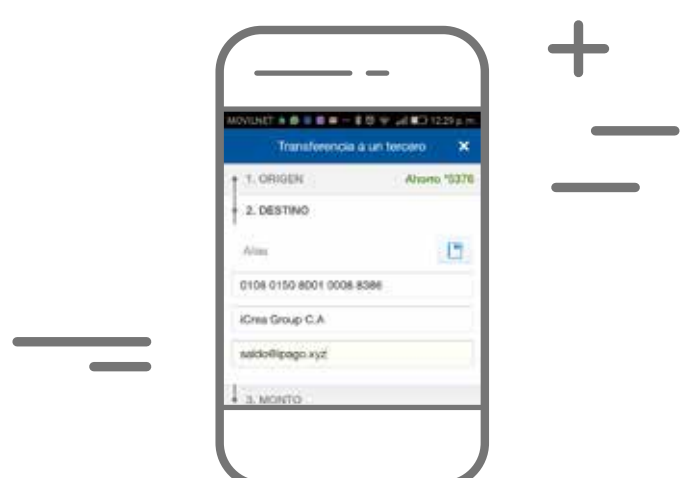 MOVILNET 12:29 p.m.
Transferencia a un tercero
1. ORIGEN Ahorro *5376
2. DESTINO
Alias
0108 0150 8001 0008 8386
iCrea Group C.A
saldo@ipago.xyz
3. MONTO